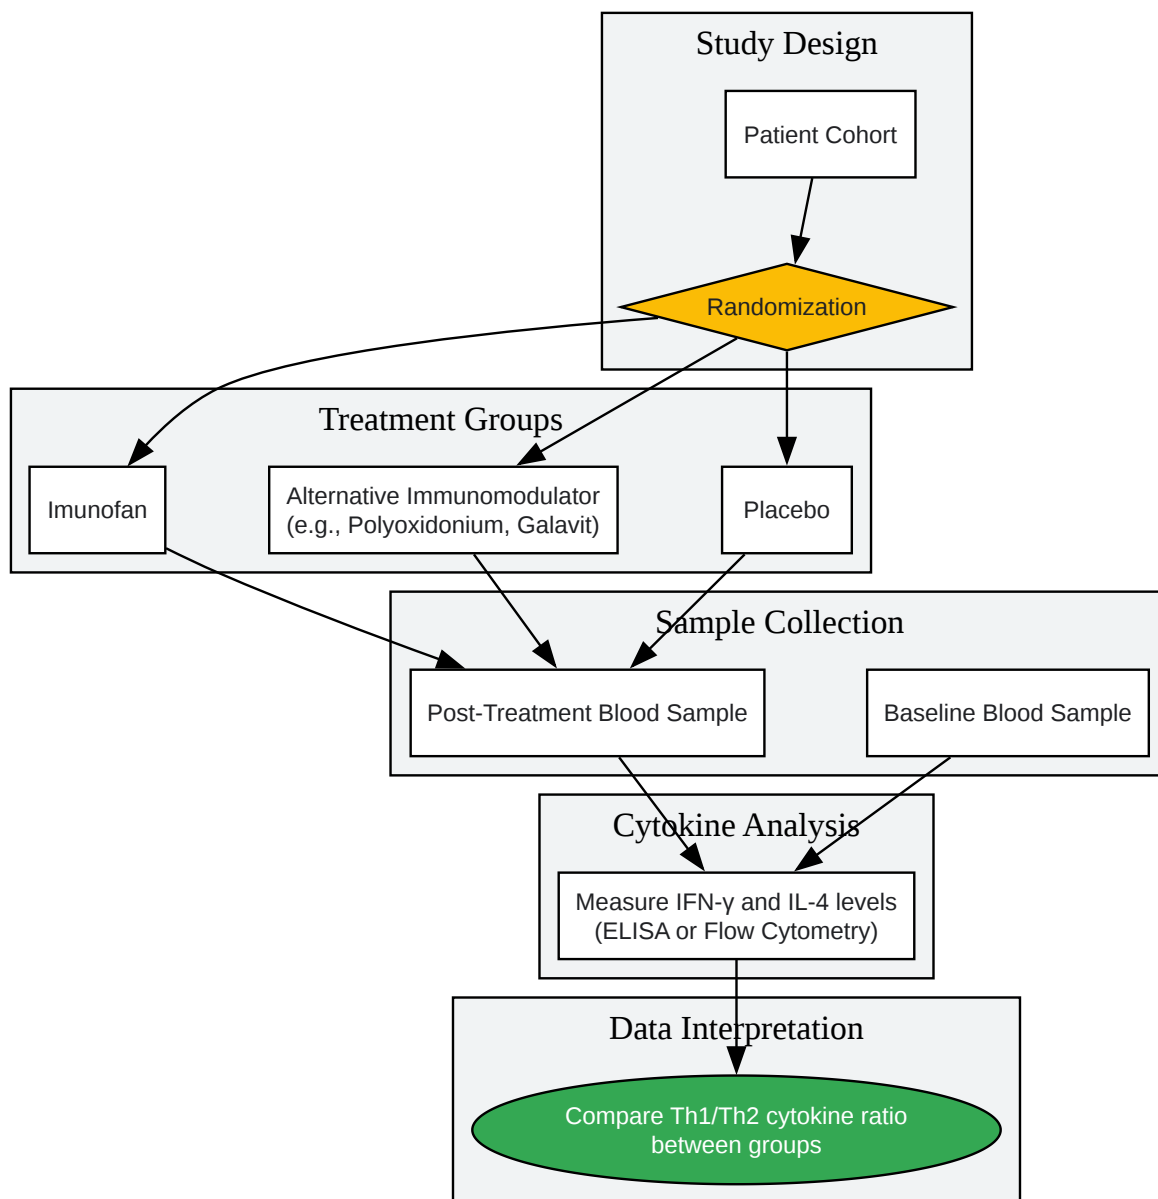 Study Design
Patient Cohort
Randomization
Treatment Groups
Imunofan
Alternative Immunomodulator
(e.g., Polyoxidonium, Galavit)
Placebo
Sample Collection
Post-Treatment Blood Sample
Baseline Blood Sample
Cytokine Analysis
Measure IFN-γ and IL-4 levels
(ELISA or Flow Cytometry)
Data Interpretation
Compare Th1/Th2 cytokine ratio
between groups